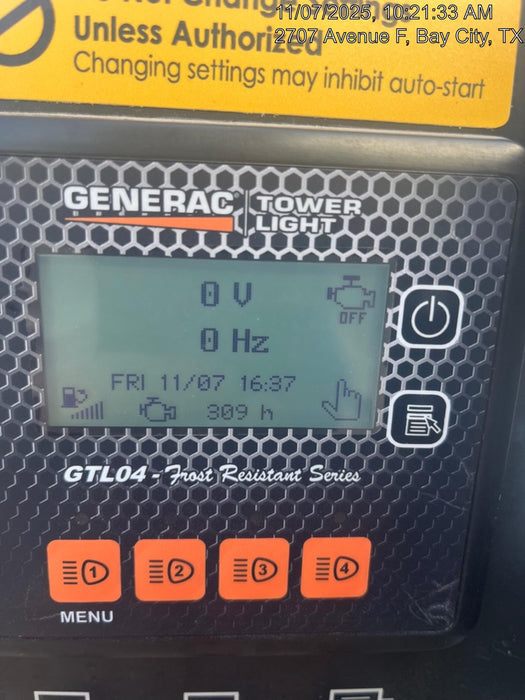 11/07/2025, 10:21:33 AM
2707 Avenue F, Bay City, TX
Unless Authorized
Changing settings may inhibit auto-start
GENERAC
TOWER
LIGHT
0 V
OFF
0 Hz
FRI 11/07 16:37
309 h
GTL04 - Frost Resistant Series
1
2
3
4
MENU